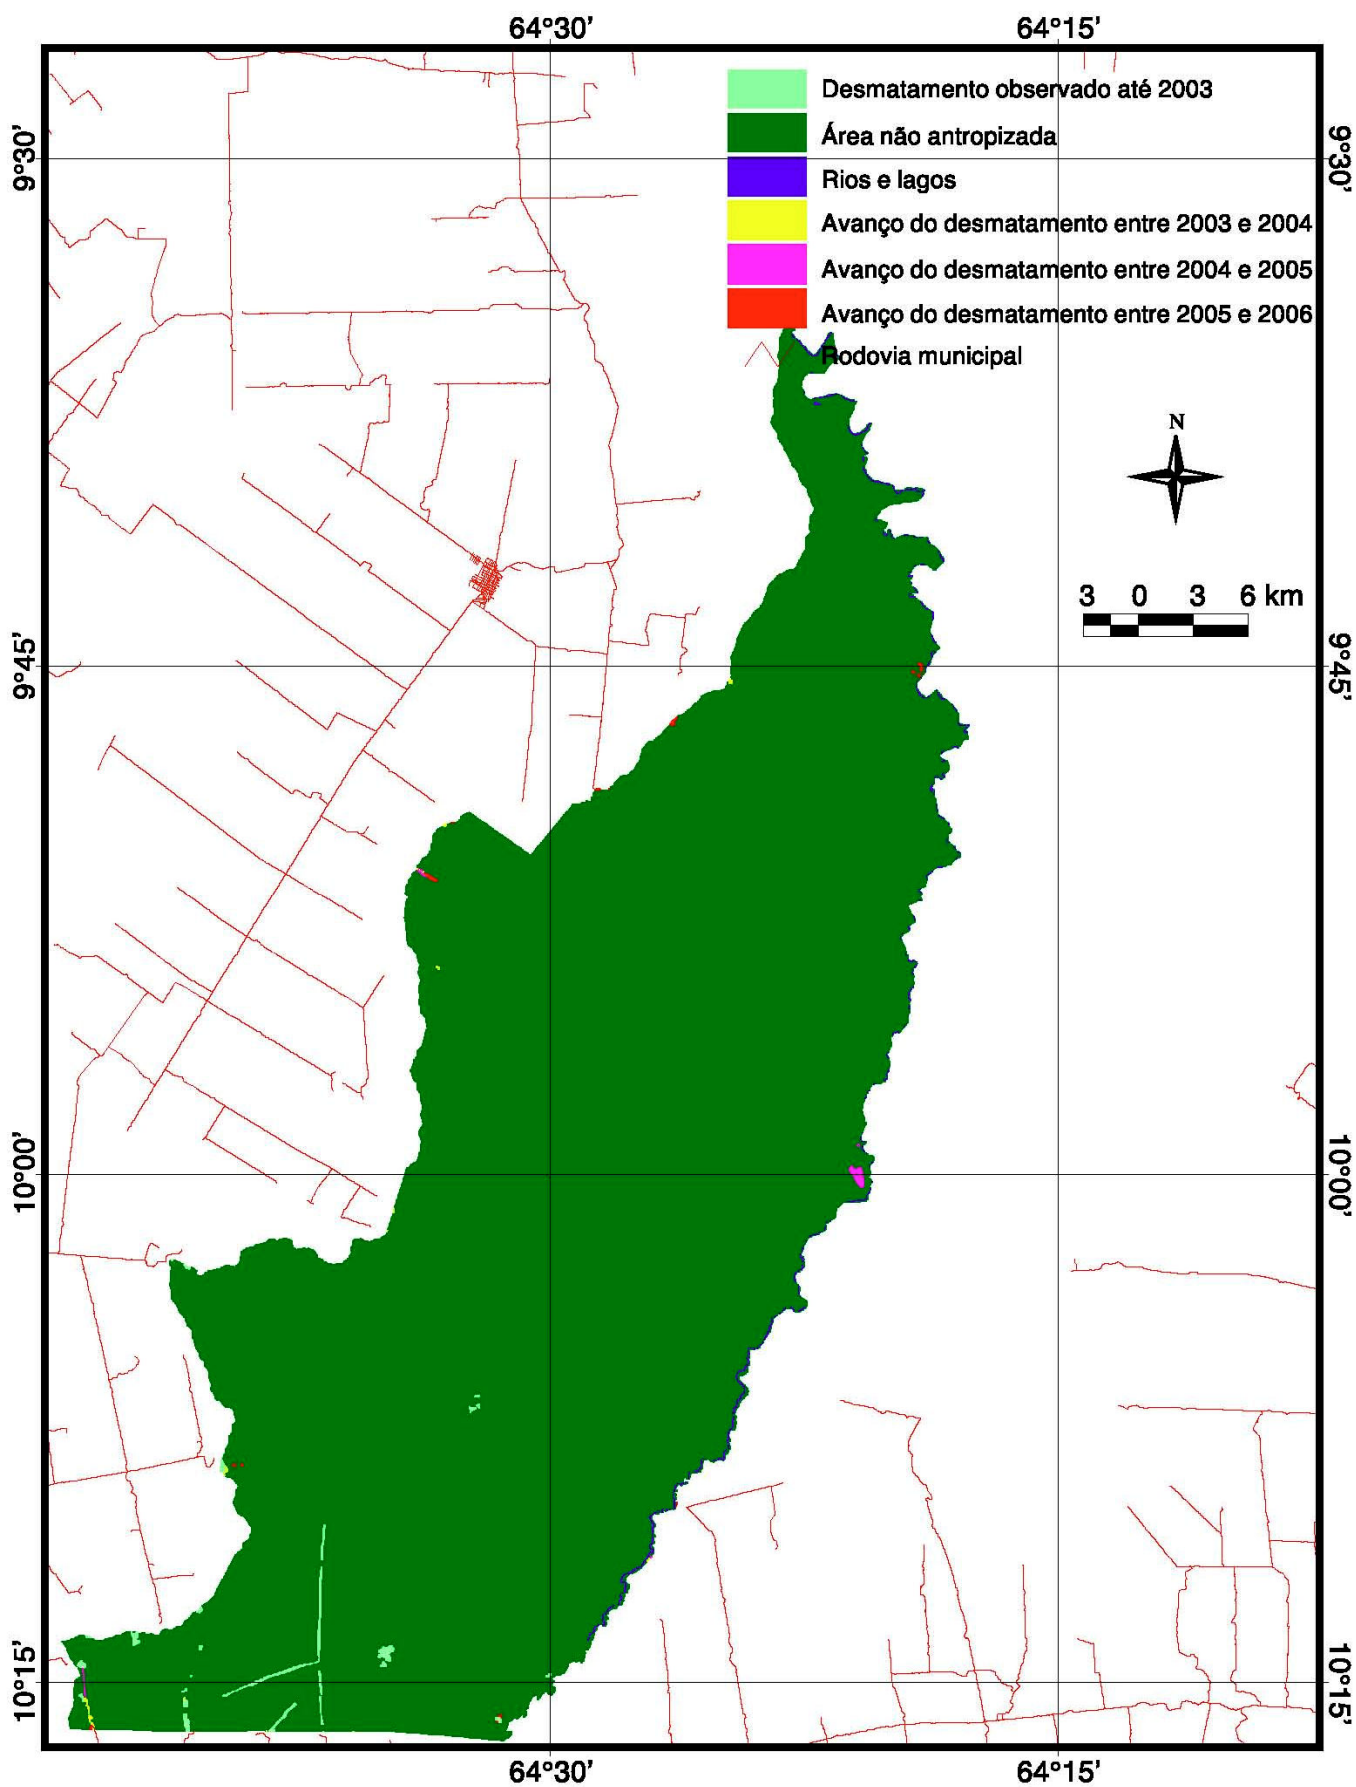 64°30'
64°15'
Desmatamento observado até 2003
Área não antropizada
Rios e lagos
Avanço do desmatamento entre 2003 e 2004
Avanço do desmatamento entre 2004 e 2005
Avanço do desmatamento entre 2005 e 2006
Rodovia municipal
9°30'
9°30'
N
3 0 3 6 km
9°45'
9°45'
10°00'
10°00'
10°15'
10°15'
64°30'
64°15'